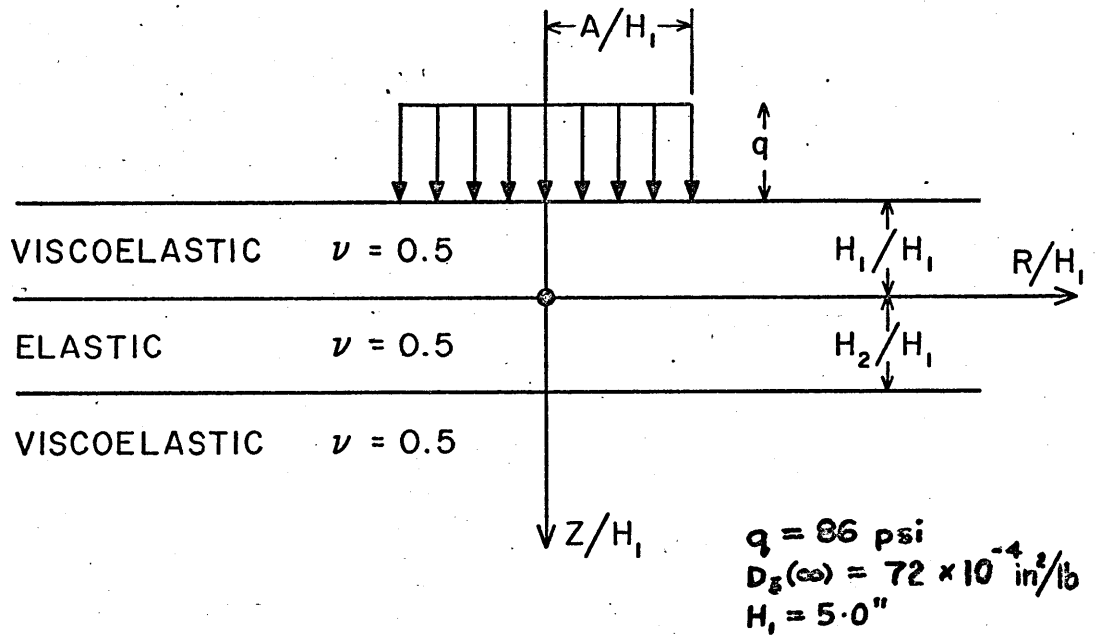 A/H₁
q
VISCOELASTIC ν = 0.5
H₁/H₁
R/H₁
ELASTIC ν = 0.5
H₂/H₁
VISCOELASTIC ν = 0.5
Z/H₁
q = 86 psi
(∞) = 72 × 10⁻⁴ in²/lb
H₁ = 5.0"